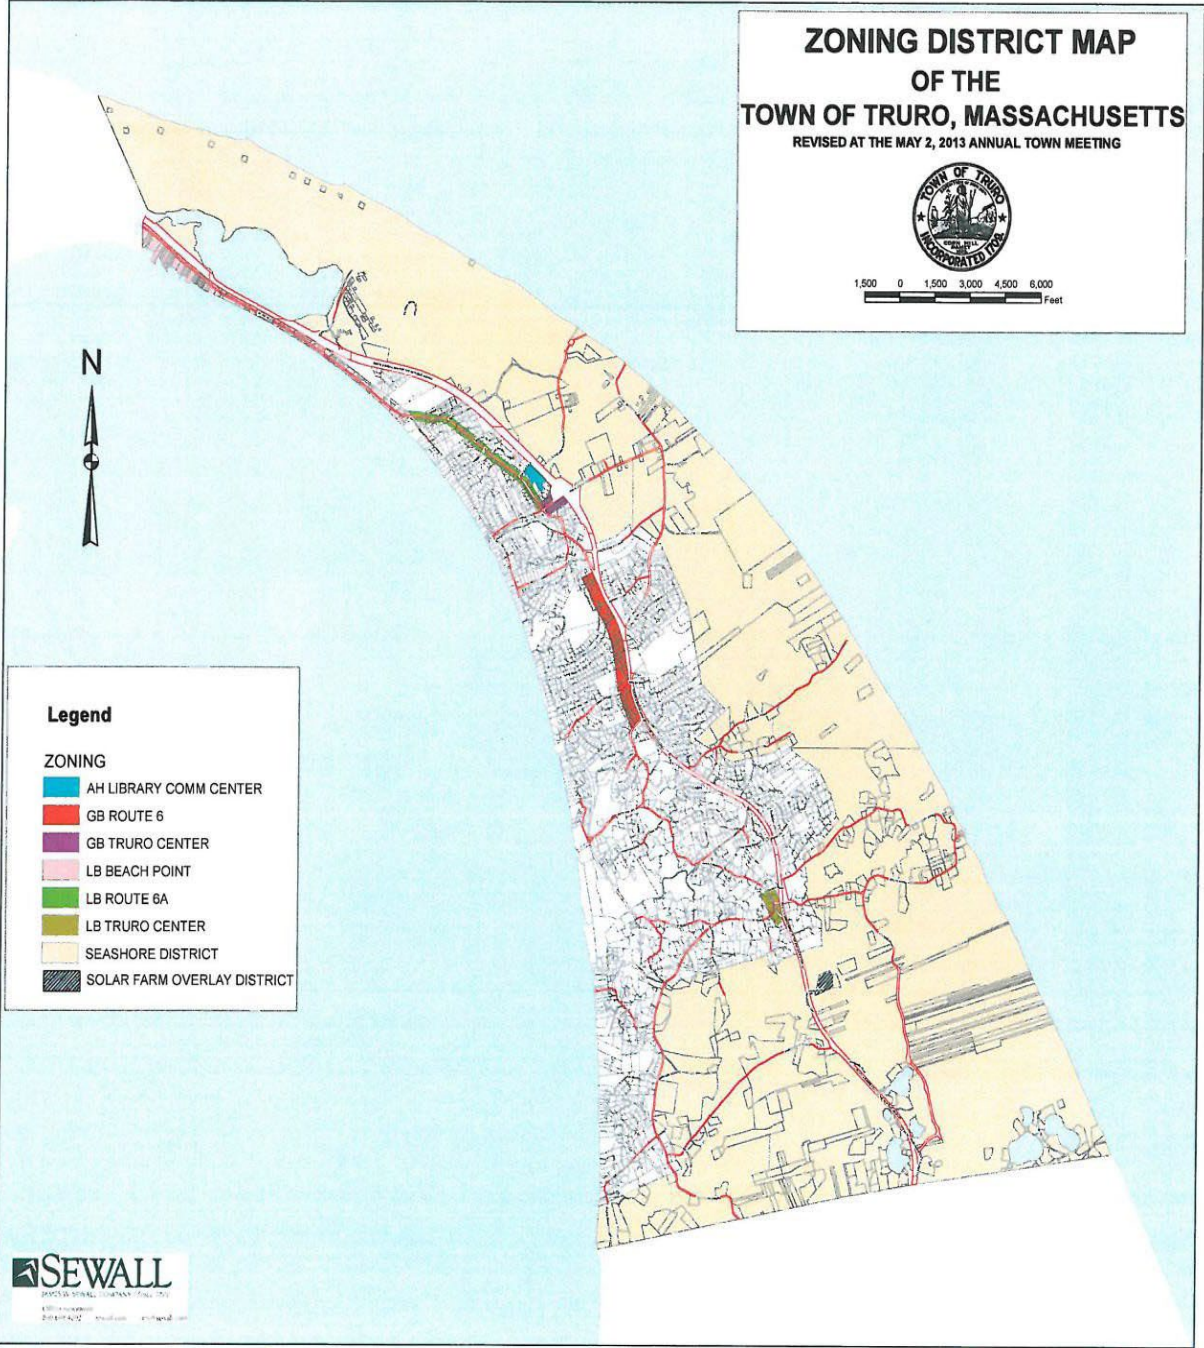 ZONING DISTRICT MAP
OF THE
TOWN OF TRURO, MASSACHUSETTS
REVISED AT THE MAY 2, 2013 ANNUAL TOWN MEETING
TOWN OF TRURO
CORN HILL
INCORPORATED 1709.
1,500 0 1,500 3,000 4,500 6,000
Feet
N
Legend
ZONING
AH LIBRARY COMM CENTER
GB ROUTE 6
GB TRURO CENTER
LB BEACH POINT
LB ROUTE 6A
LB TRURO CENTER
SEASHORE DISTRICT
SOLAR FARM OVERLAY DISTRICT
SEWALL